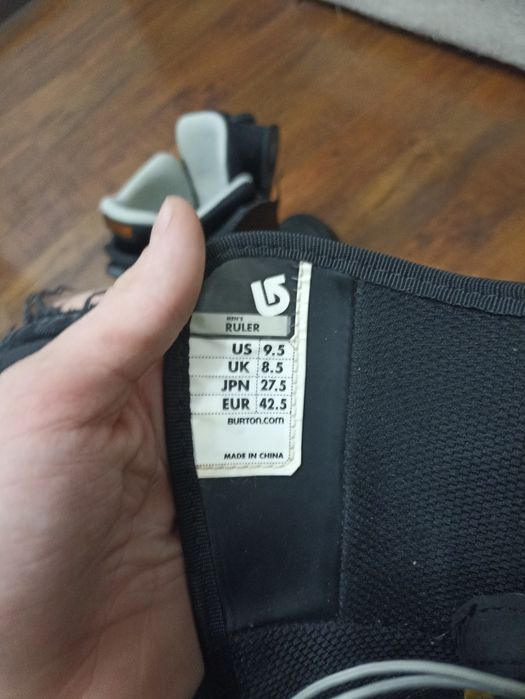 MEN'S
RULER
US 9.5
UK 8.5
JPN 27.5
EUR 42.5
BURTON.COM
MADE IN CHINA